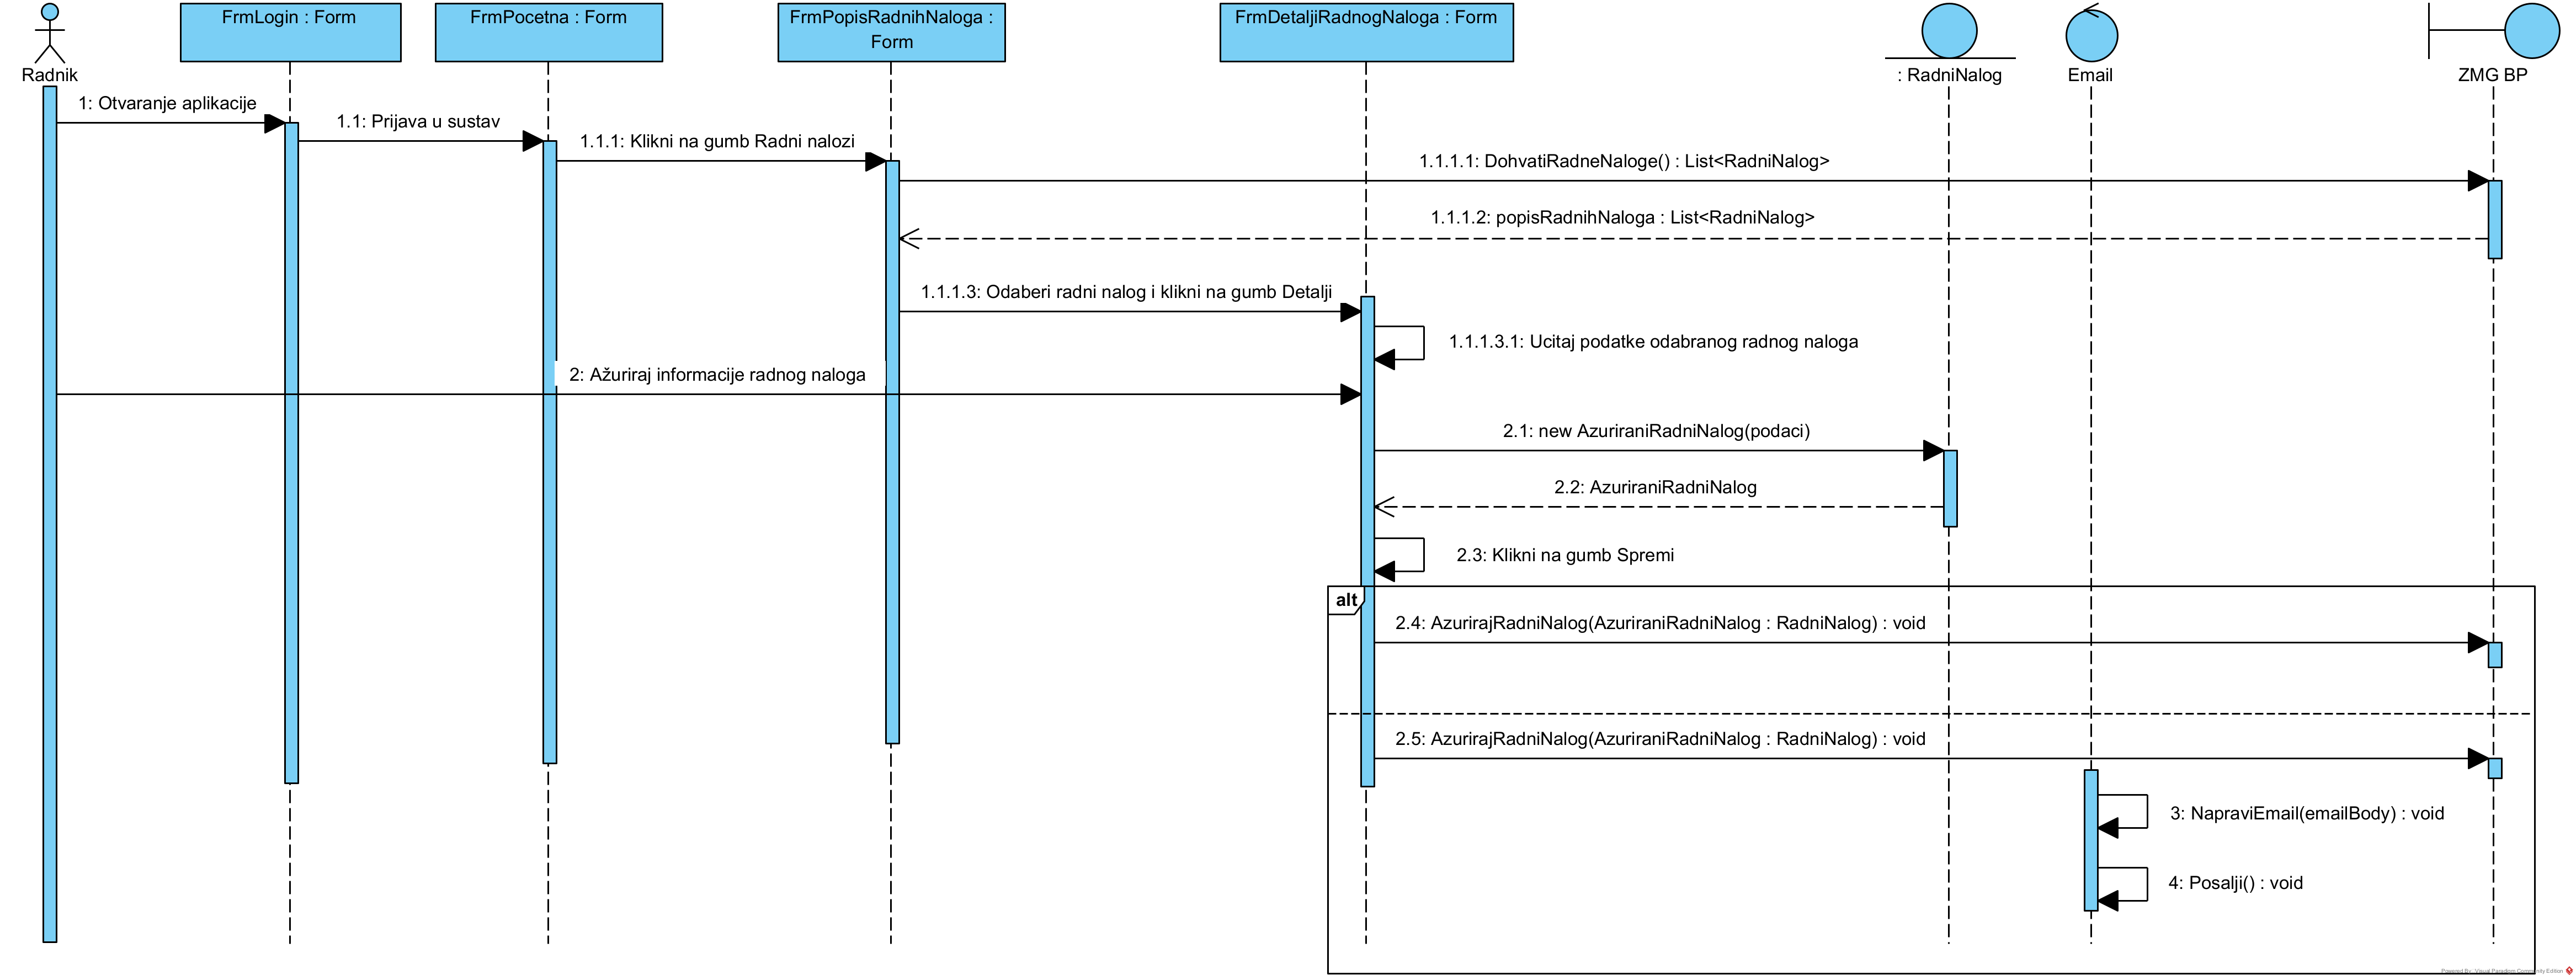 FrmLogin : Form
FrmPocetna : Form
FrmPopisRadnihNaloga :
Form
FrmDetaljiRadnogNaloga : Form
Radnik
: RadniNalog
Email
ZMG BP
1: Otvaranje aplikacije
1.1: Prijava u sustav
1.1.1: Klikni na gumb Radni nalozi
1.1.1.1: DohvatiRadneNaloge() : List<RadniNalog>
1.1.1.2: popisRadnihNaloga : List<RadniNalog>
1.1.1.3: Odaberi radni nalog i klikni na gumb Detalji
1.1.1.3.1: Ucitaj podatke odabranog radnog naloga
2: Ažuriraj informacije radnog naloga
2.1: new AzuriraniRadniNalog(podaci)
2.2: AzuriraniRadniNalog
2.3: Klikni na gumb Spremi
alt
2.4: AzurirajRadniNalog(AzuriraniRadniNalog : RadniNalog) : void
2.5: AzurirajRadniNalog(AzuriraniRadniNalog : RadniNalog) : void
3: NapraviEmail(emailBody) : void
4: Posalji() : void
Powered By Visual Paradigm Community Edition